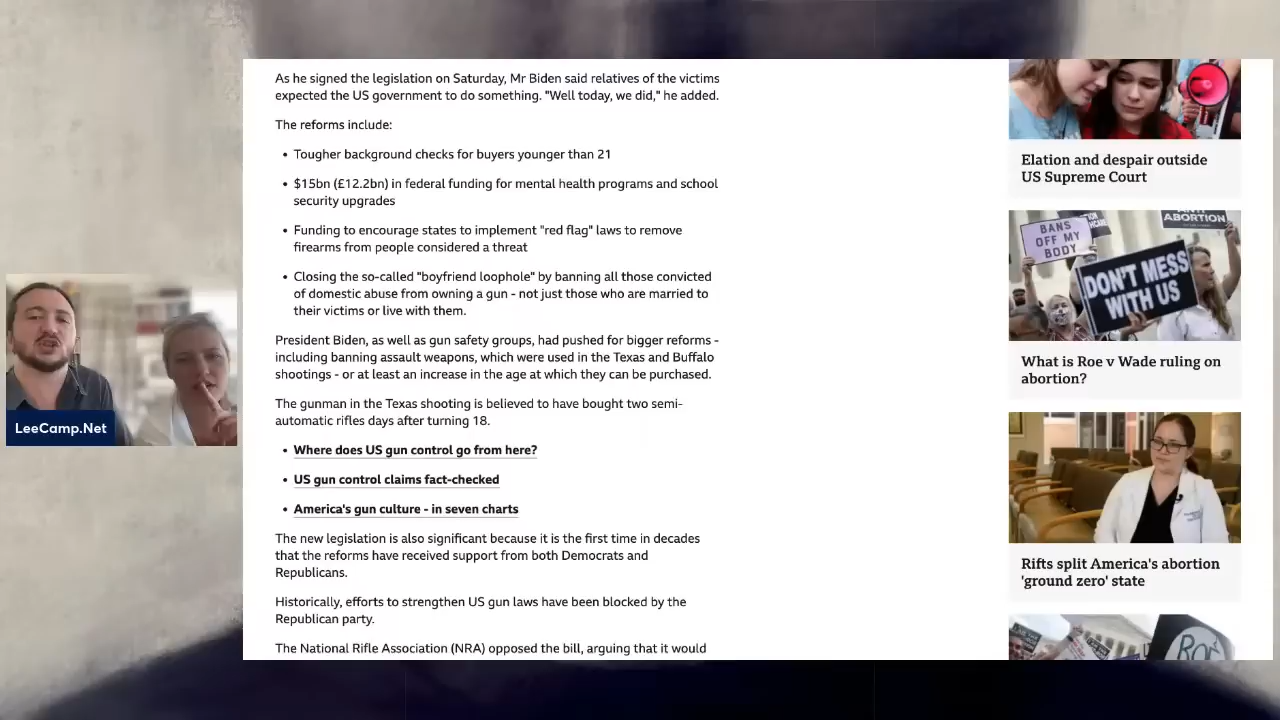 As he signed the legislation on Saturday, Mr Biden said relatives of the victims
expected the US government to do something. "Well today, we did," he added.
The reforms include:
• Tougher background checks for buyers younger than 21
• $15bn (£12.2bn) in federal funding for mental health programs and school
security upgrades
• Funding to encourage states to implement "red flag" laws to remove
firearms from people considered a threat
• Closing the so-called "boyfriend loophole" by banning all those convicted
of domestic abuse from owning a gun - not just those who are married to
their victims or live with them.
President Biden, as well as gun safety groups, had pushed for bigger reforms -
including banning assault weapons, which were used in the Texas and Buffalo
shootings - or at least an increase in the age at which they can be purchased.
The gunman in the Texas shooting is believed to have bought two semi-
automatic rifles days after turning 18.
• Where does US gun control go from here?
• US gun control claims fact-checked
• America's gun culture - in seven charts
The new legislation is also significant because it is the first time in decades
that the reforms have received support from both Democrats and
Republicans.
Historically, efforts to strengthen US gun laws have been blocked by the
Republican party.
The National Rifle Association (NRA) opposed the bill, arguing that it would
Elation and despair outside
US Supreme Court
BANS
OFF MY
BODY
ABORTION
DON'T MESS
WITH US
What is Roe v Wade ruling on
abortion?
Rifts split America's abortion
'ground zero' state
LeeCamp.Net